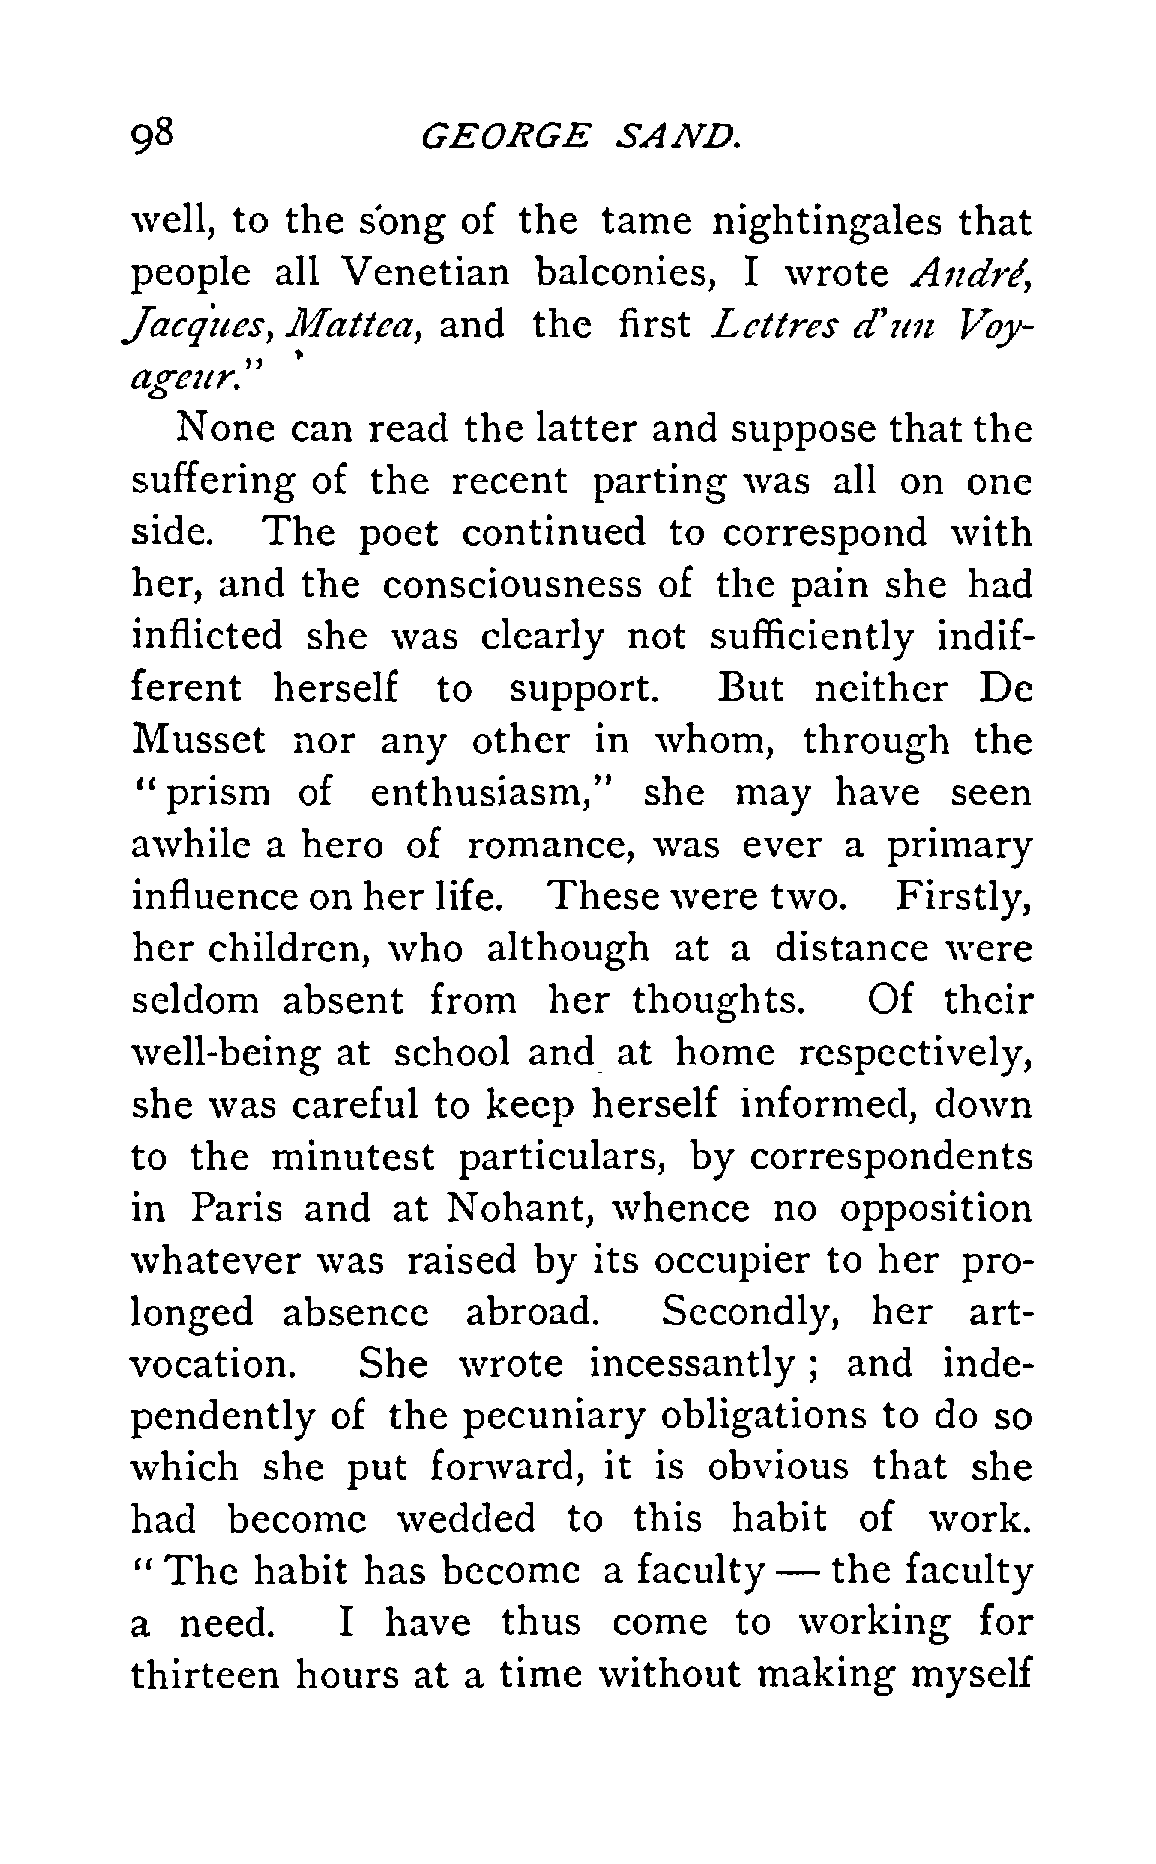 98 GEORGE SAND.
well, to the song of the tame nightingales that
people all Venetian balconies, I wrote André,
Jacques, Mattea, and the first Lettres d'un Voy-
ageur."
None can read the latter and suppose that the
suffering of the recent parting was all on one
side. The poet continued to correspond with
her, and the consciousness of the pain she had
inflicted she was clearly not sufficiently indif-
ferent herself to support. But neither De
Musset nor any other in whom, through the
"prism of enthusiasm," she may have seen
awhile a hero of romance, was ever a primary
influence on her life. These were two. Firstly,
her children, who although at a distance were
seldom absent from her thoughts. Of their
well-being at school and at home respectively,
she was careful to keep herself informed, down
to the minutest particulars, by correspondents
in Paris and at Nohant, whence no opposition
whatever was raised by its occupier to her pro-
longed absence abroad. Secondly, her art-
vocation. She wrote incessantly; and inde-
pendently of the pecuniary obligations to do so
which she put forward, it is obvious that she
had become wedded to this habit of work.
"The habit has become a faculty — the faculty
a need. I have thus come to working for
thirteen hours at a time without making myself